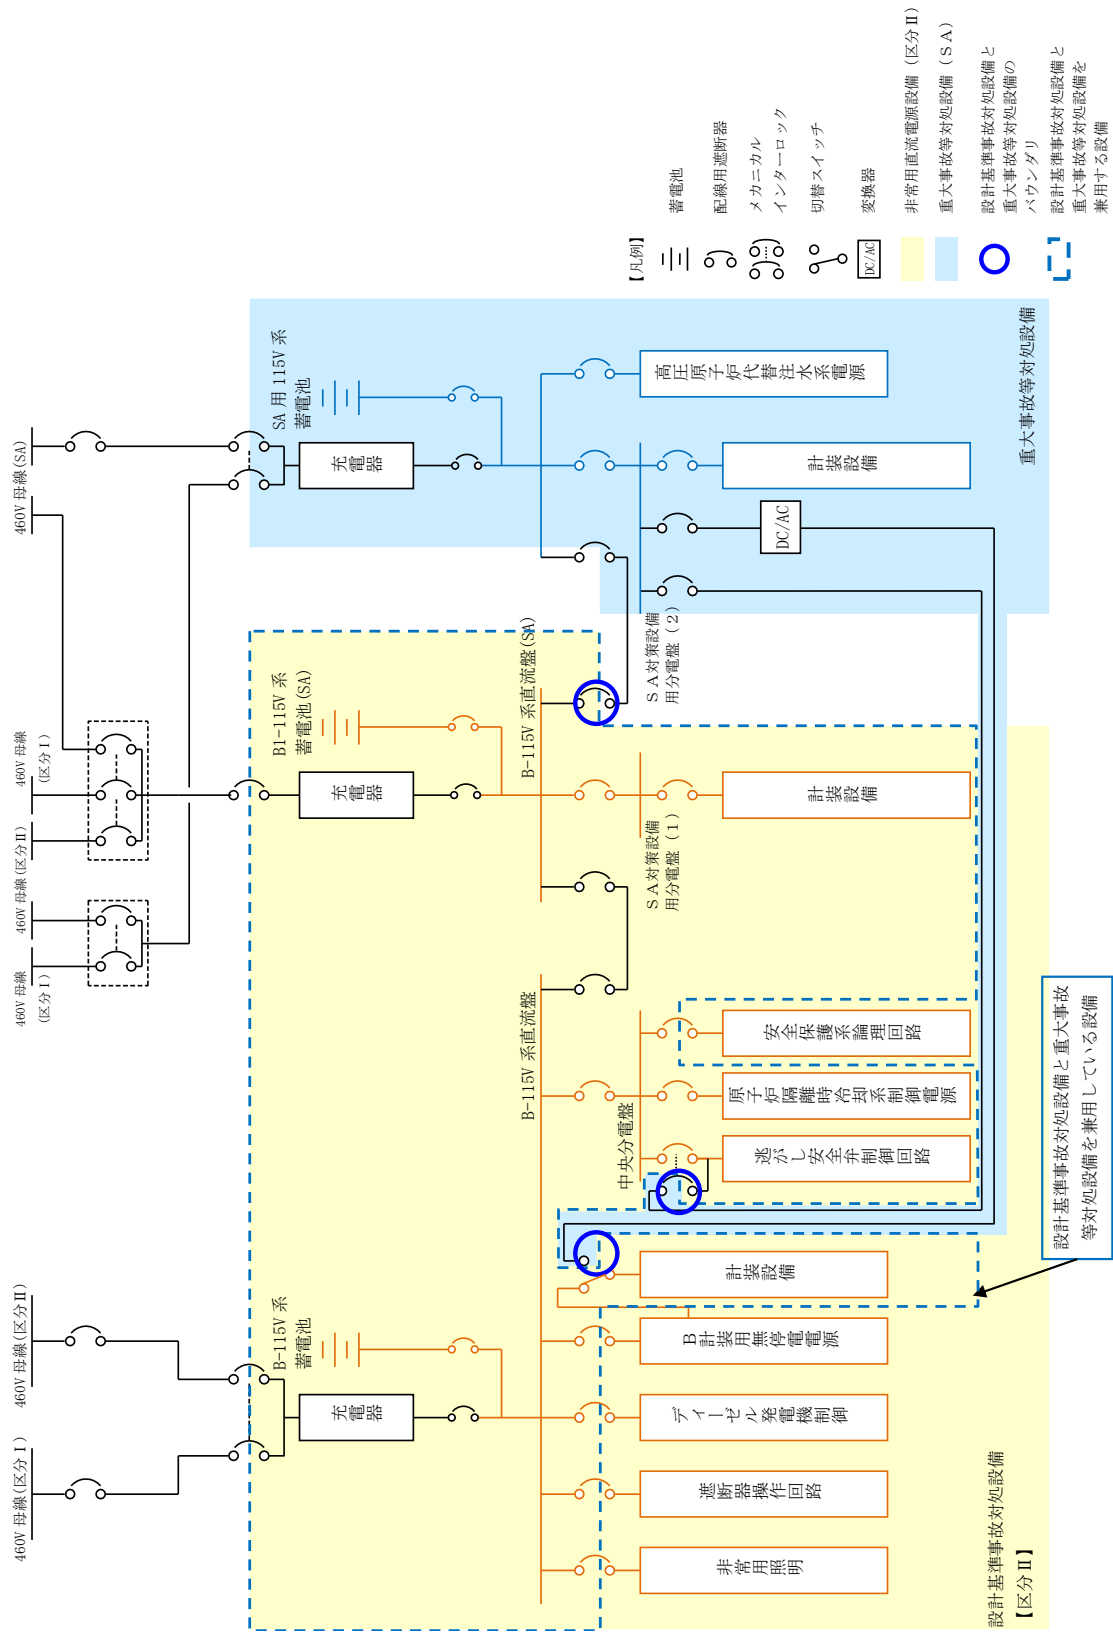 460V 母線(区分Ⅰ)
460V 母線(区分Ⅱ)
460V 母線
(区分Ⅰ)
460V 母線(区分Ⅱ)
460V 母線
(区分Ⅰ)
460V 母線(SA)
B-115V 系
蓄電池
充電器
B1-115V 系
蓄電池(SA)
充電器
SA 用 115V 系
蓄電池
充電器
B-115V 系直流盤
B-115V 系直流盤(SA)
中央分電盤
SA対策設備
用分電盤(1)
SA対策設備
用分電盤(2)
非常用照明
遮断器操作回路
ディーゼル発電機制御
B計装用無停電電源
計装設備
逃がし安全弁制御回路
原子炉隔離時冷却系制御電源
安全保護系論理回路
計装設備
DC/AC
計装設備
高圧原子炉代替注水系電源
設計基準事故対処設備
【区分Ⅱ】
設計基準事故対処設備と重大事故
等対処設備を兼用している設備
重大事故等対処設備
【凡例】
蓄電池
配線用遮断器
メカニカル
インターロック
切替スイッチ
DC/AC
変換器
非常用直流電源設備(区分Ⅱ)
重大事故等対処設備(SA)
設計基準事故対処設備と
重大事故等対処設備の
バウンダリ
設計基準事故対処設備と
重大事故等対処設備を
兼用する設備